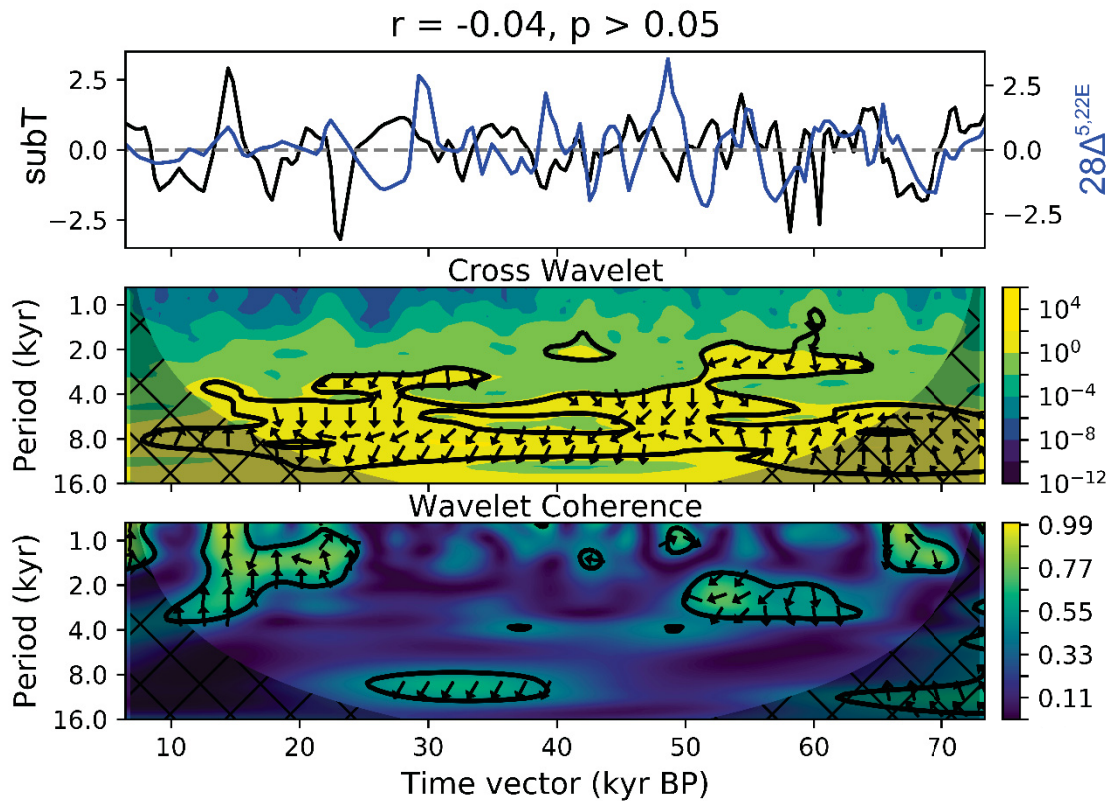 r = -0.04, p > 0.05
subT
2.5
0.0
−2.5
2.5
0.0
−2.5
28Δ5,22E
Cross Wavelet
Period (kyr)
1.0
2.0
4.0
8.0
16.0
10^4
10^0
10^−4
10^−8
10^−12
Wavelet Coherence
Period (kyr)
1.0
2.0
4.0
8.0
16.0
0.99
0.77
0.55
0.33
0.11
10 20 30 40 50 60 70
Time vector (kyr BP)